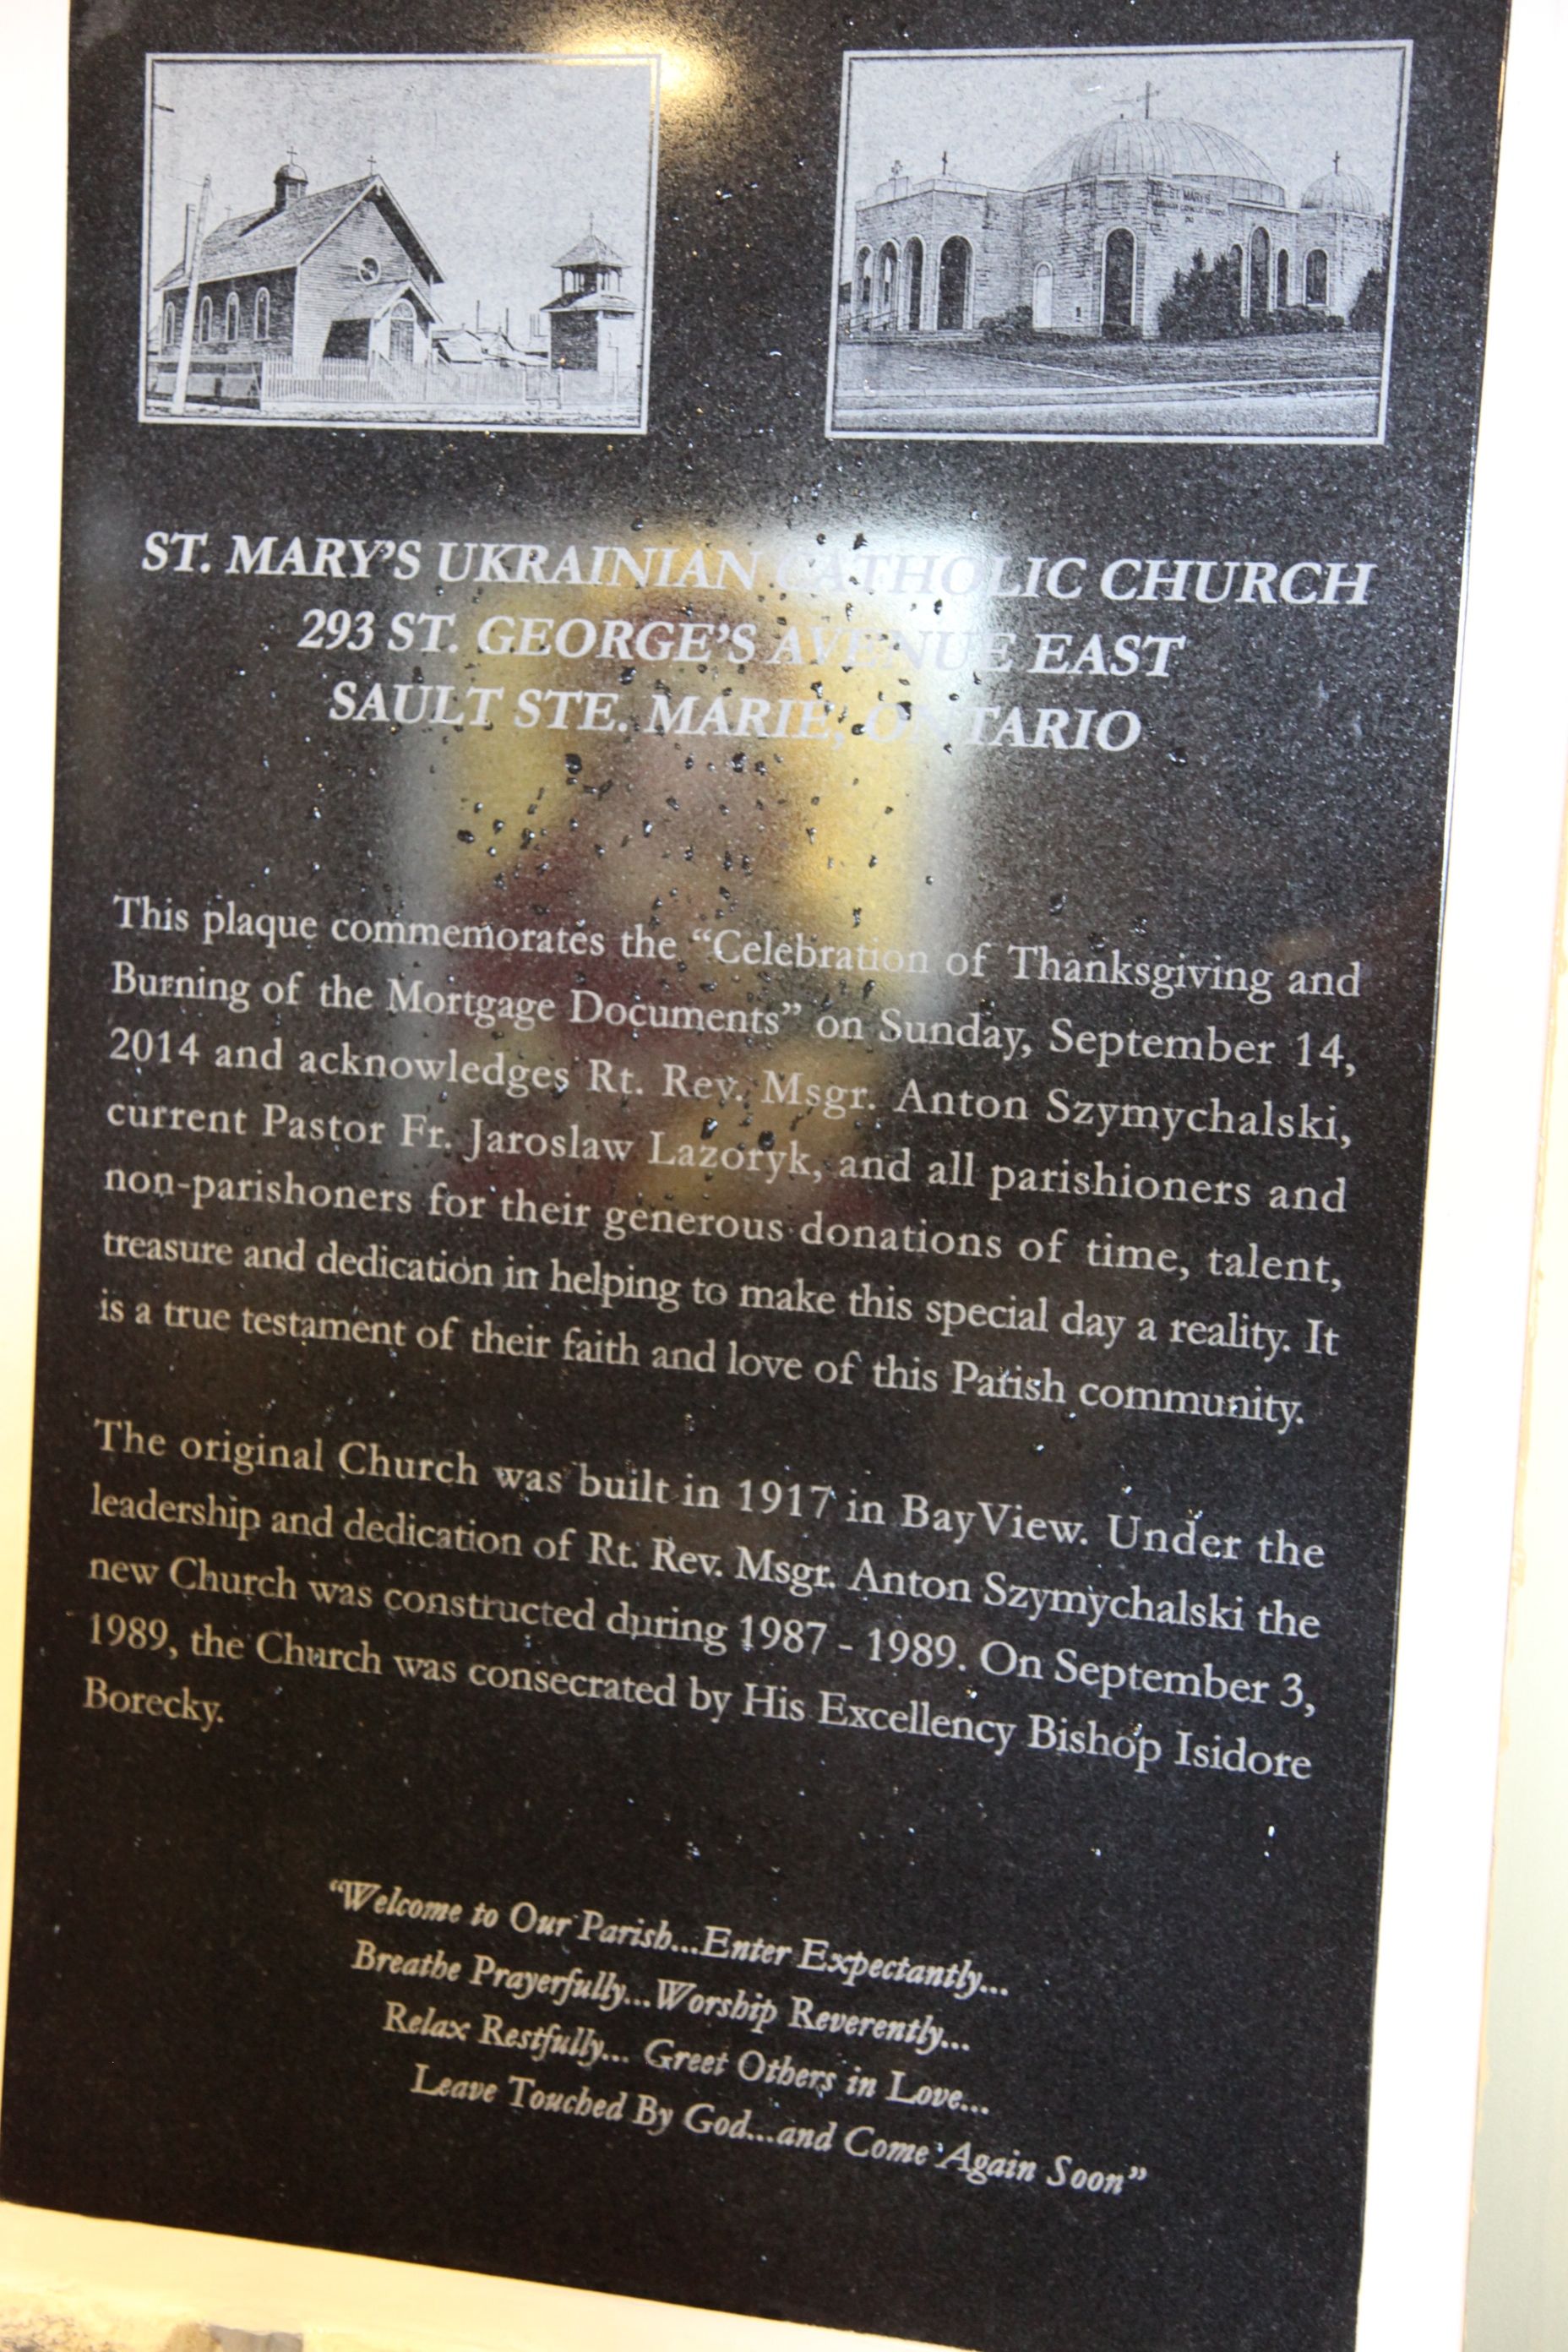 ST. MARY'S UKRAINIAN CATHOLIC CHURCH
293 ST. GEORGE'S AVENUE EAST
SAULT STE. MARIE, ONTARIO
This plaque commemorates the “Celebration of Thanksgiving and
Burning of the Mortgage Documents” on Sunday, September 14,
2014 and acknowledges Rt. Rev. Msgr. Anton Szymychalski,
current Pastor Fr. Jaroslaw Lazoryk, and all parishioners and
non-parishoners for their generous donations of time, talent,
treasure and dedication in helping to make this special day a reality. It
is a true testament of their faith and love of this Parish community.
The original Church was built in 1917 in BayView. Under the
leadership and dedication of Rt. Rev. Msgr. Anton Szymychalski the
new Church was constructed during 1987 - 1989. On September 3,
1989, the Church was consecrated by His Excellency Bishop Isidore
Borecky.
“Welcome to Our Parish...Enter Expectantly...
Breathe Prayerfully...Worship Reverently...
Relax Restfully... Greet Others in Love...
Leave Touched By God...and Come Again Soon”